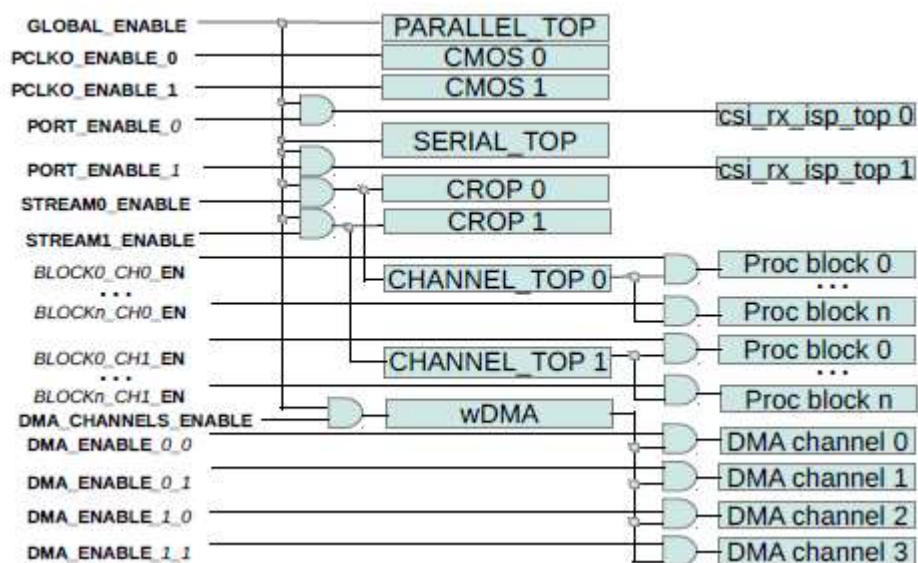 GLOBAL_ENABLE PARALLEL_TOP
PCLKO_ENABLE_0 CMOS 0
PCLKO_ENABLE_1 CMOS 1
PORT_ENABLE_0 csi_rx_isp_top 0
SERIAL_TOP
PORT_ENABLE_1 csi_rx_isp_top 1
STREAM0_ENABLE CROP 0
STREAM1_ENABLE CROP 1
BLOCK0_CH0_EN CHANNEL_TOP 0 Proc block 0
... ...
BLOCKn_CH0_EN Proc block n
BLOCK0_CH1_EN CHANNEL_TOP 1 Proc block 0
... ...
BLOCKn_CH1_EN Proc block n
DMA_CHANNELS_ENABLE wDMA
DMA_ENABLE_0_0 DMA channel 0
DMA_ENABLE_0_1 DMA channel 1
DMA_ENABLE_1_0 DMA channel 2
DMA_ENABLE_1_1 DMA channel 3